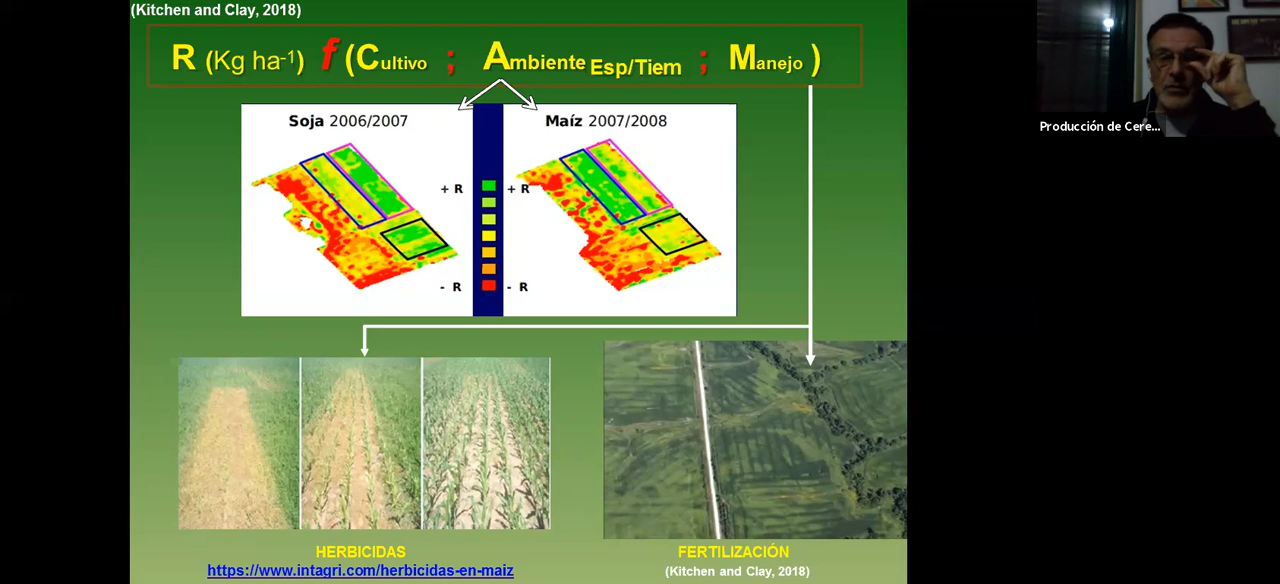 (Kitchen and Clay, 2018)
R (Kg ha-1) f (Cultivo ; Ambiente Esp/Tiem ; Manejo )
Soja 2006/2007
Maíz 2007/2008
+ R
+ R
- R
- R
HERBICIDAS
https://www.intagri.com/herbicidas-en-maiz
FERTILIZACIÓN
(Kitchen and Clay, 2018)
Producción de Cere...